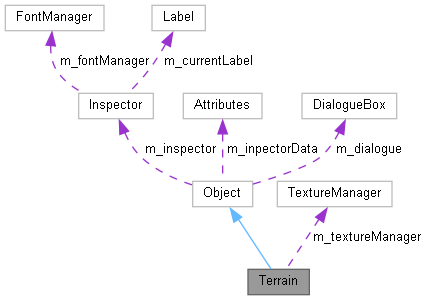 FontManager
Label
m_fontManager
m_currentLabel
Inspector
Attributes
DialogueBox
m_inspector
m_inpectorData
m_dialogue
Object
TextureManager
m_textureManager
Terrain